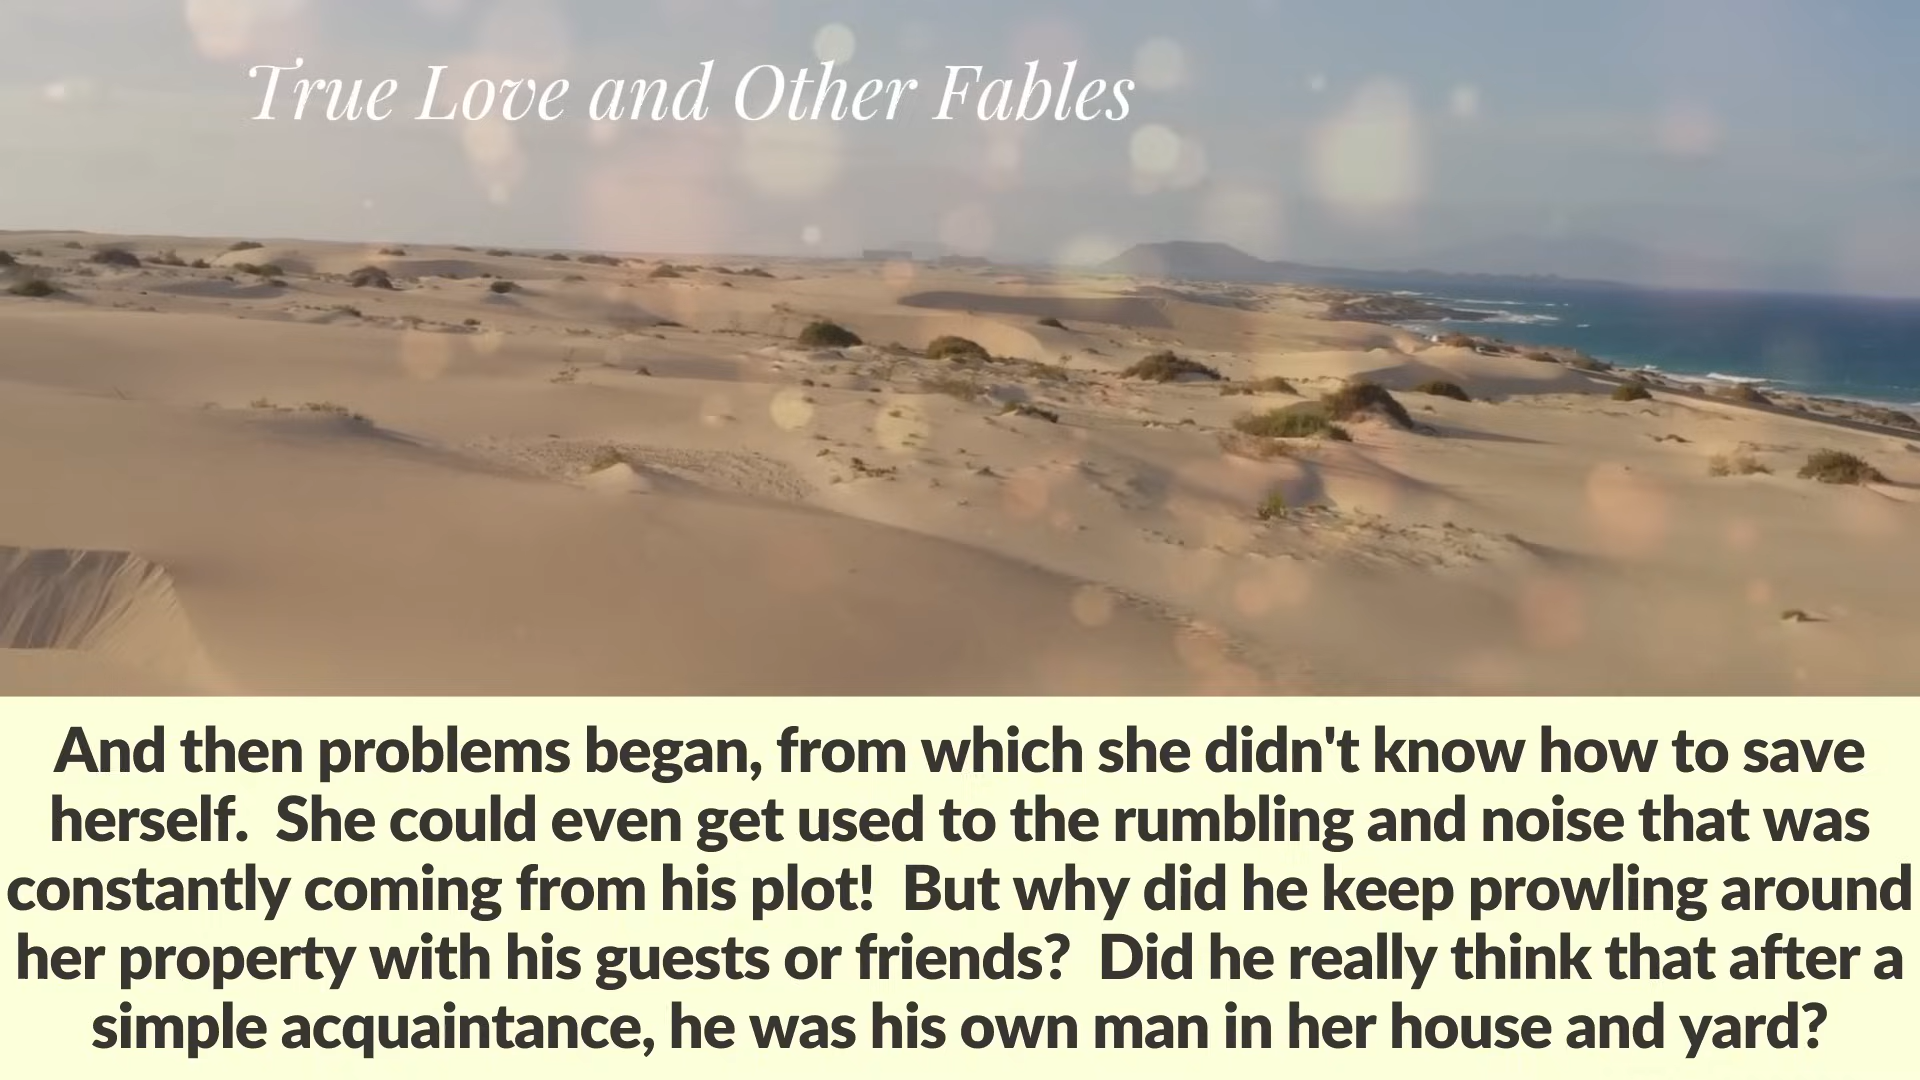 True Love and Other Fables
And then problems began, from which she didn't know how to save
herself.  She could even get used to the rumbling and noise that was
constantly coming from his plot!  But why did he keep prowling around
her property with his guests or friends?  Did he really think that after a
simple acquaintance, he was his own man in her house and yard?